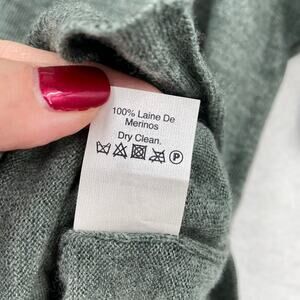 100% Laine De
Merinos
Dry Clean.
P